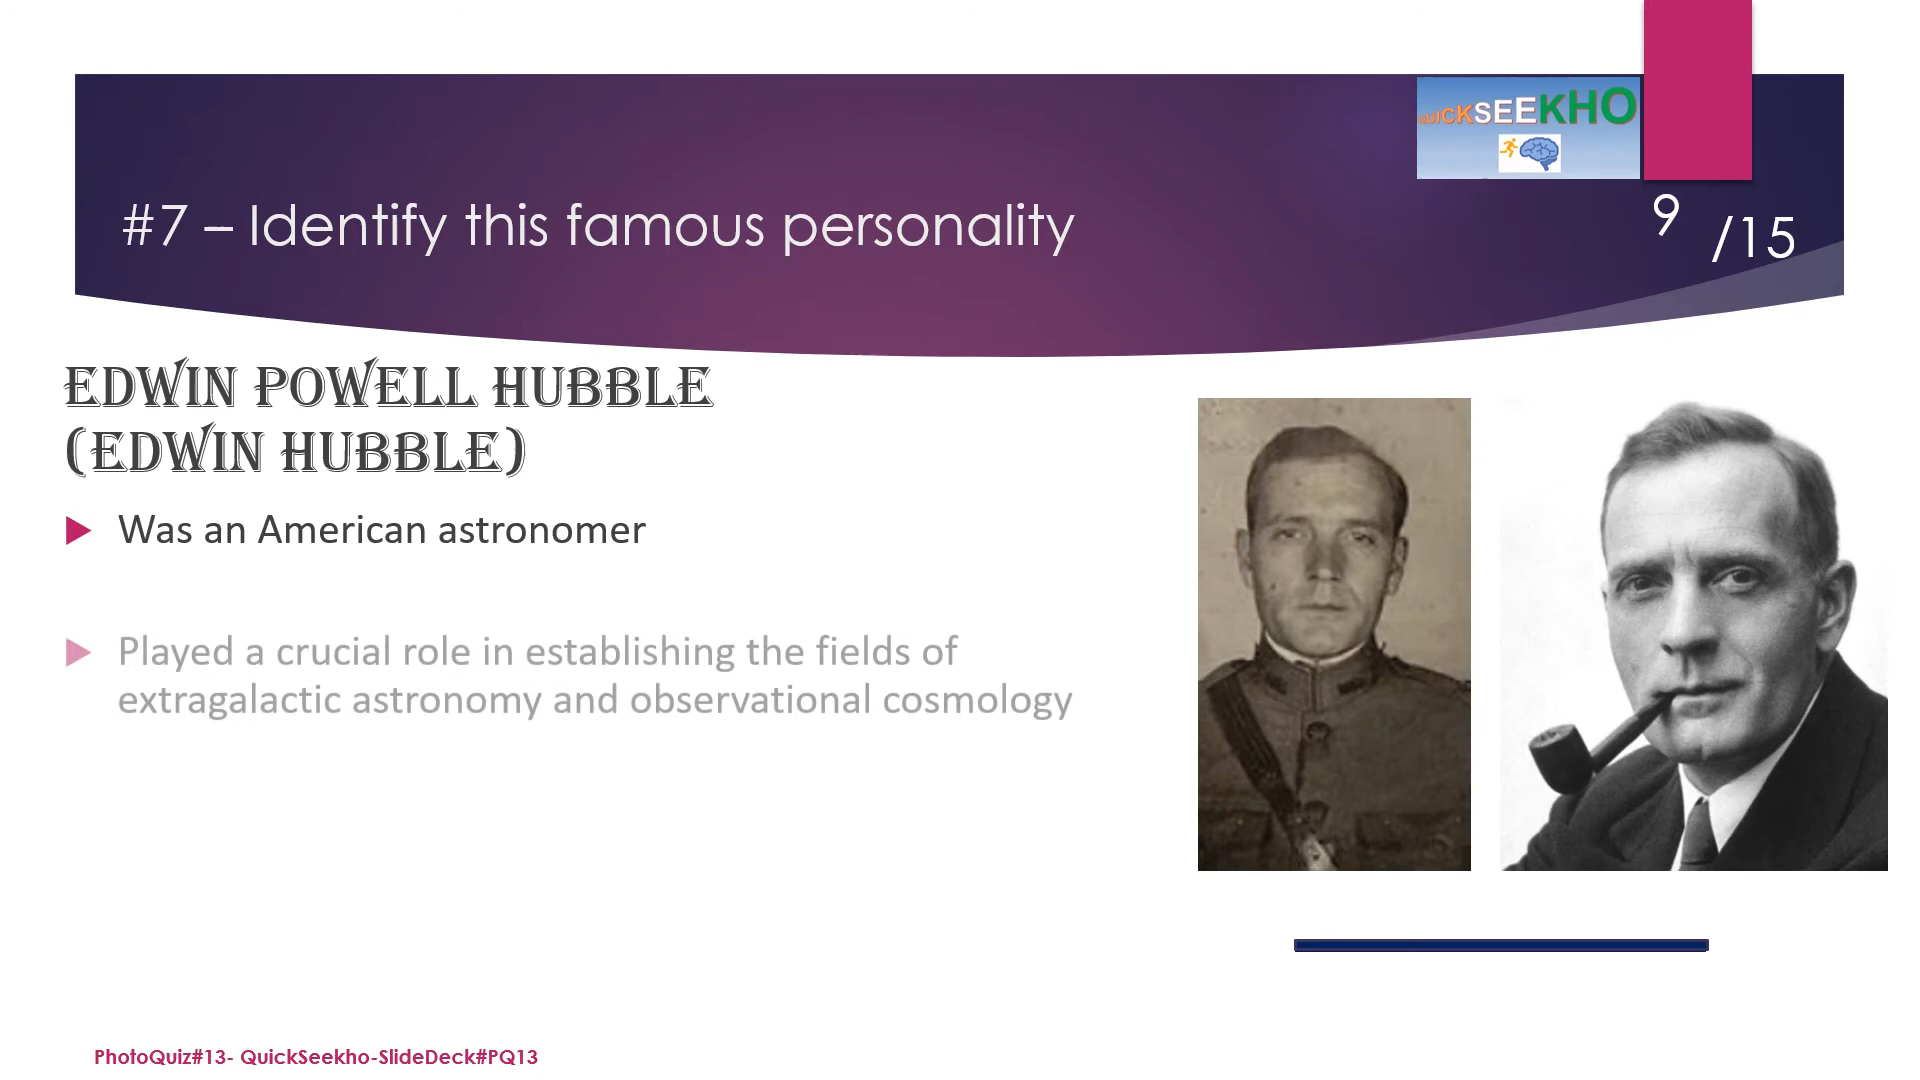 QUICKSEEKHO
#7 – Identify this famous personality
9 /15
EDWIN POWELL HUBBLE
(EDWIN HUBBLE)
Was an American astronomer
Played a crucial role in establishing the fields of
extragalactic astronomy and observational cosmology
PhotoQuiz#13- QuickSeekho-SlideDeck#PQ13